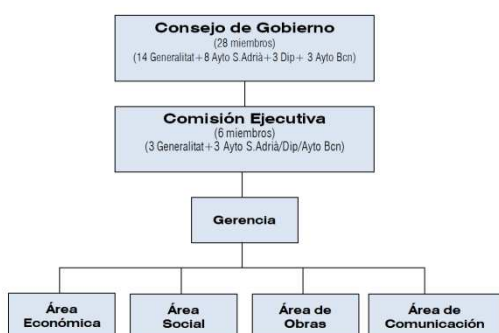 Consejo de Gobierno
(28 miembros)
(14 Generalitat+8 Ayto S.Adrià+3 Dip+ 3 Ayto Bcn)
Comisión Ejecutiva
(6 miembros)
(3 Generalitat+3 Ayto S.Adrià/Dip/Ayto Bcn)
Gerencia
Área
Económica
Área
Social
Área de
Obras
Área de
Comunicación